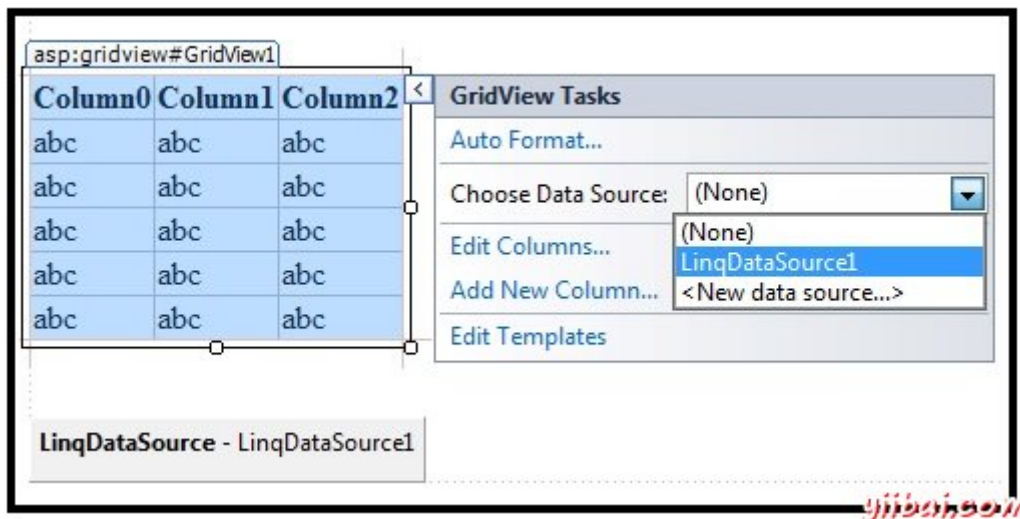 asp:gridview#GridView1
Column0 Column1 Column2
abc abc abc
abc abc abc
abc abc abc
abc abc abc
abc abc abc
<
GridView Tasks
Auto Format...
Choose Data Source: (None)
(None)
LinqDataSource1
<New data source...>
Edit Columns...
Add New Column...
Edit Templates
LinqDataSource - LinqDataSource1
yiibai.com